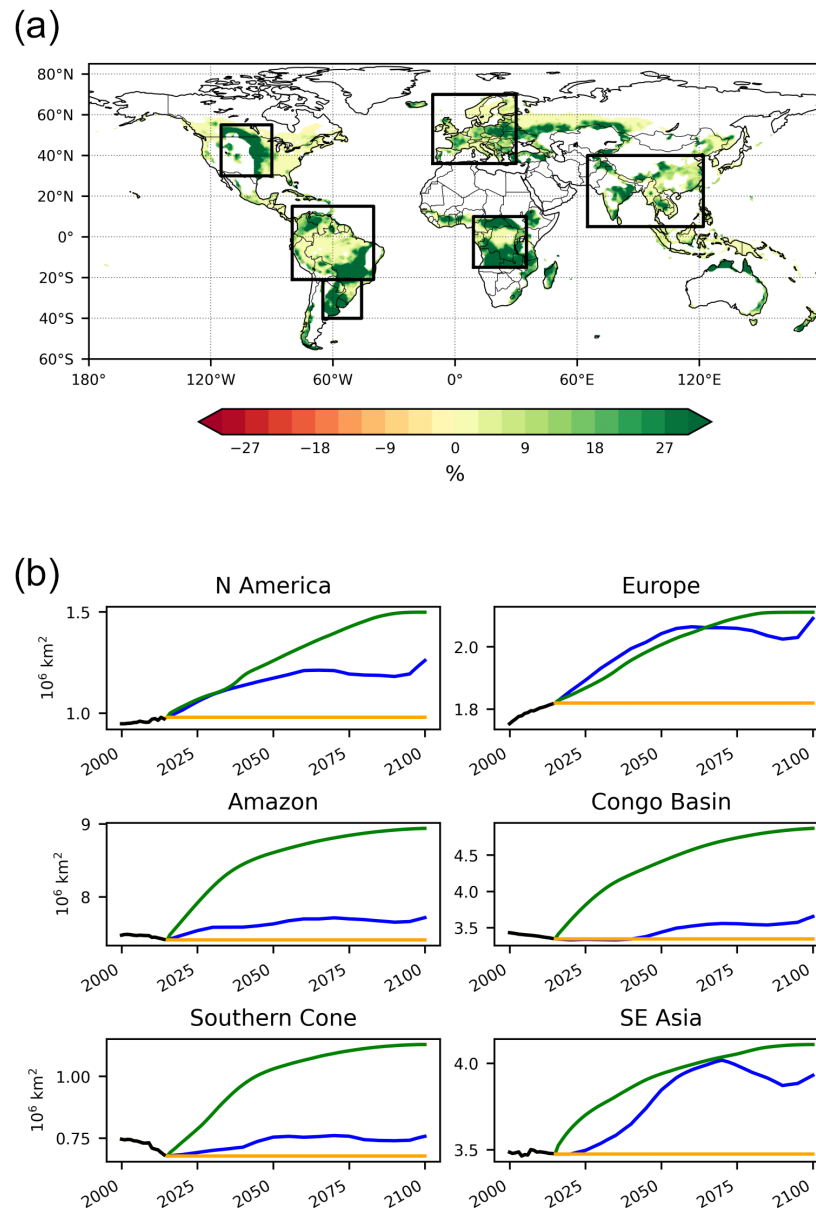 (a)
80°N
60°N
40°N
20°N
0°
20°S
40°S
60°S
180° 120°W 60°W 0° 60°E 120°E
−27 −18 −9 0 9 18 27
%
(b)
N America
1.5
1.0
10⁶ km²
2000 2025 2050 2075 2100
Europe
2.0
1.8
2000 2025 2050 2075 2100
Amazon
9
8
10⁶ km²
2000 2025 2050 2075 2100
Congo Basin
4.5
3.5
2000 2025 2050 2075 2100
Southern Cone
1.00
0.75
10⁶ km²
2000 2025 2050 2075 2100
SE Asia
4.0
3.5
2000 2025 2050 2075 2100